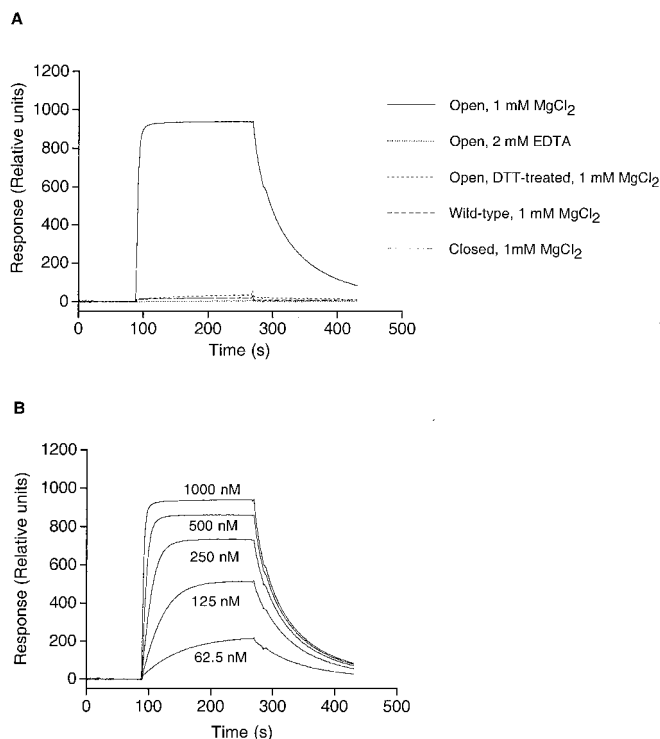 A
1200
1000
800
600
400
200
0
Response (Relative units)
0 100 200 300 400 500
Time (s)
Open, 1 mM MgCl2
Open, 2 mM EDTA
Open, DTT-treated, 1 mM MgCl2
Wild-type, 1 mM MgCl2
Closed, 1mM MgCl2
B
1200
1000
800
600
400
200
0
Response (Relative units)
1000 nM
500 nM
250 nM
125 nM
62.5 nM
0 100 200 300 400 500
Time (s)